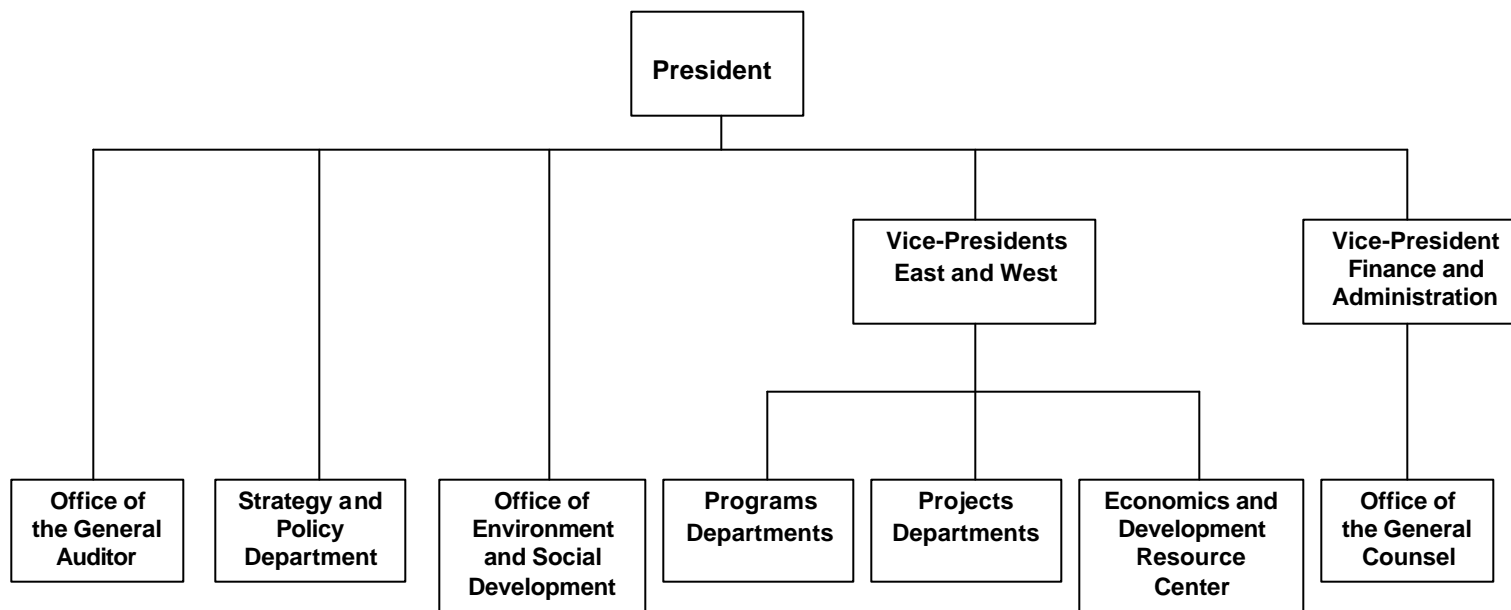 President
Vice-Presidents
East and West
Vice-President
Finance and
Administration
Office of
the General
Auditor
Strategy and
Policy
Department
Office of
Environment
and Social
Development
Programs
Departments
Projects
Departments
Economics and
Development
Resource
Center
Office of
the General
Counsel